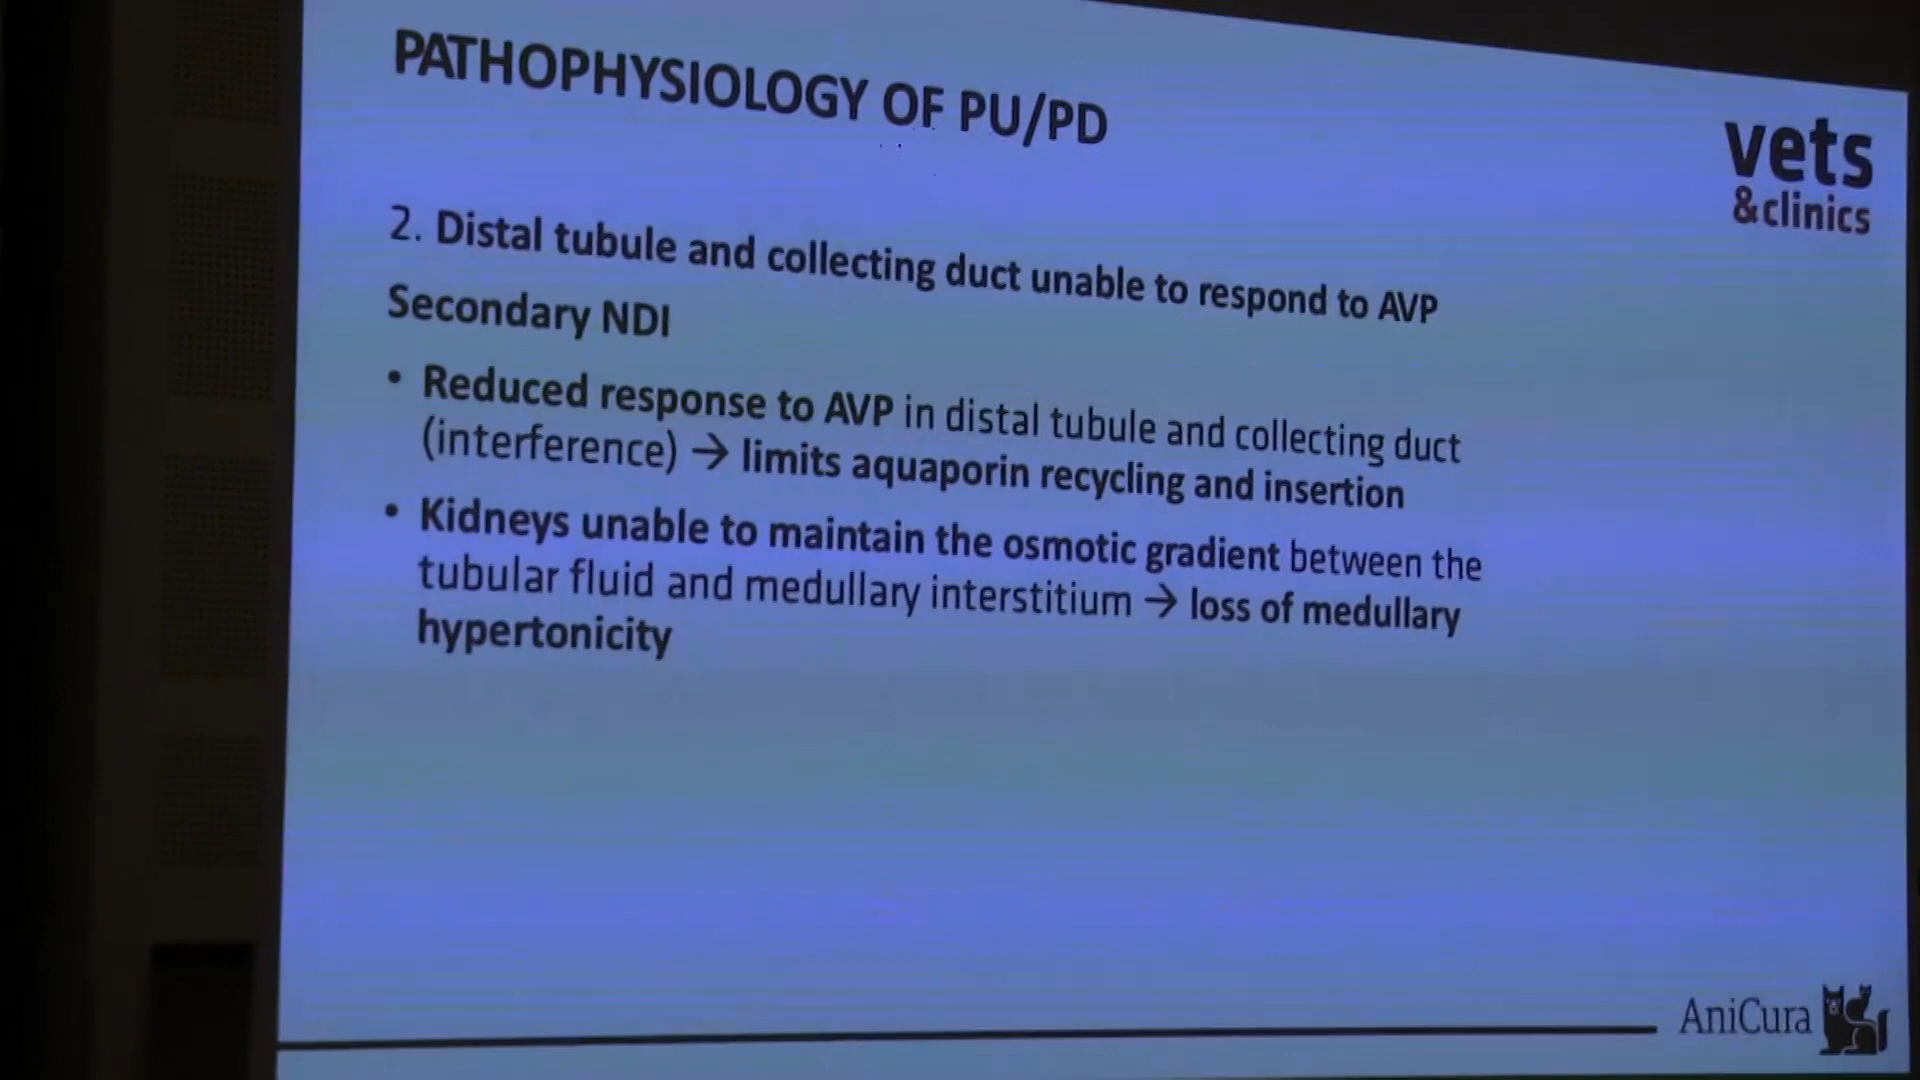 PATHOPHYSIOLOGY OF PU/PD
vets
&clinics
2. Distal tubule and collecting duct unable to respond to AVP
Secondary NDI
• Reduced response to AVP in distal tubule and collecting duct
(interference) → limits aquaporin recycling and insertion
• Kidneys unable to maintain the osmotic gradient between the
tubular fluid and medullary interstitium → loss of medullary
hypertonicity
AniCura